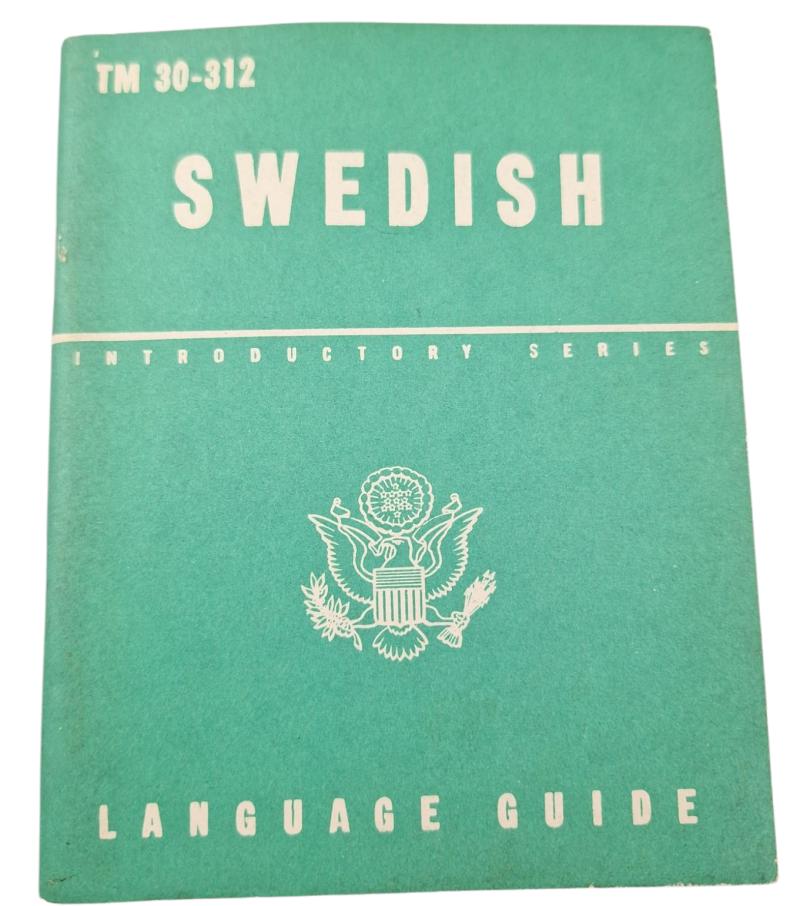 TM 30-312
SWEDISH
INTRODUCTORY SERIES
LANGUAGE GUIDE